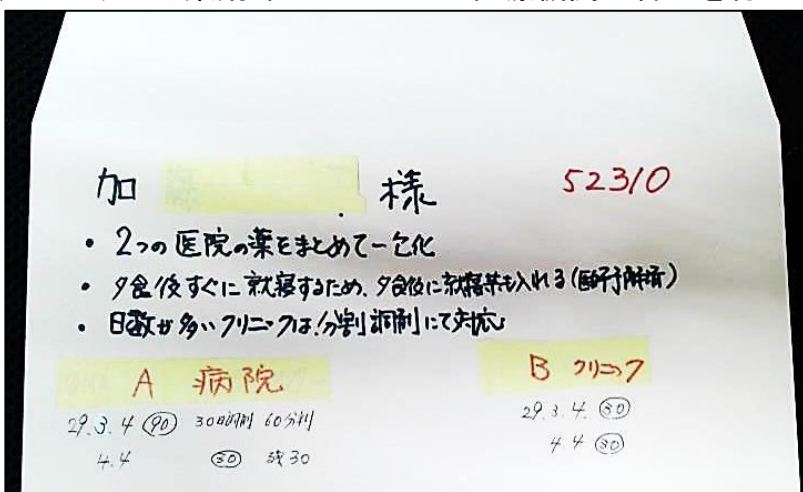 加 様 52310
・2つの医院の薬をまとめて一包化
・夕食後すぐに就寝するため、夕食後に就寝薬も入れる(医師了解済)
・日数が多いクリニックは、分割調剤にて対応
A 病院 B クリニック
29.3.4 90 30日調剤 60分割 29.3.4. 30
4.4 30 残30 4.4 30